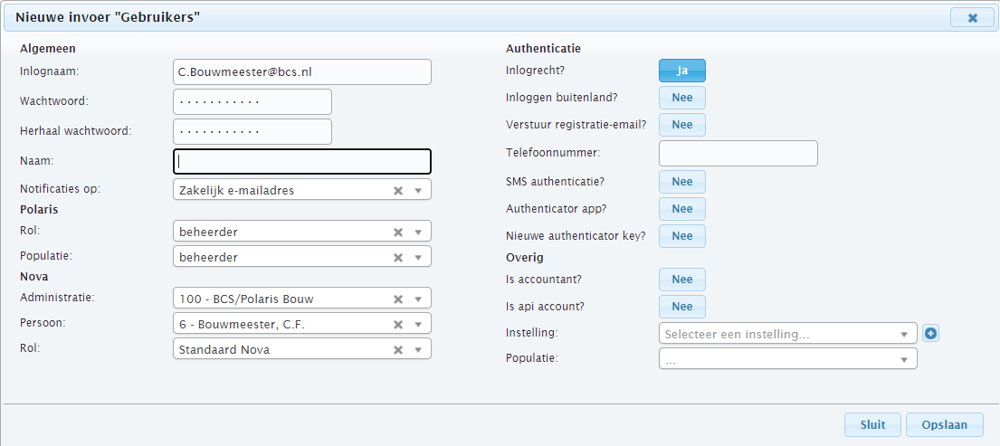 Nieuwe invoer "Gebruikers"
Algemeen
Inlognaam: C.Bouwmeester@bcs.nl
Wachtwoord: ···········
Herhaal wachtwoord: ···········
Naam:
Notificaties op: Zakelijk e-mailadres
Polaris
Rol: beheerder
Populatie: beheerder
Nova
Administratie: 100 - BCS/Polaris Bouw
Persoon: 6 - Bouwmeester, C.F.
Rol: Standaard Nova
Authenticatie
Inlogrecht? Ja
Inloggen buitenland? Nee
Verstuur registratie-email? Nee
Telefoonnummer:
SMS authenticatie? Nee
Authenticator app? Nee
Nieuwe authenticator key? Nee
Overig
Is accountant? Nee
Is api account? Nee
Instelling: Selecteer een instelling...
Populatie: ...
Sluit Opslaan